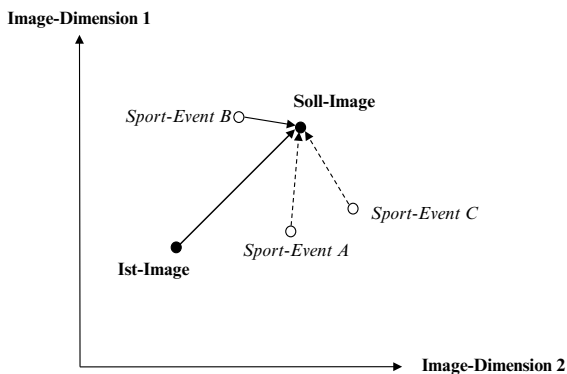 Image-Dimension 1
Soll-Image
Sport-Event B
Sport-Event C
Sport-Event A
Ist-Image
Image-Dimension 2